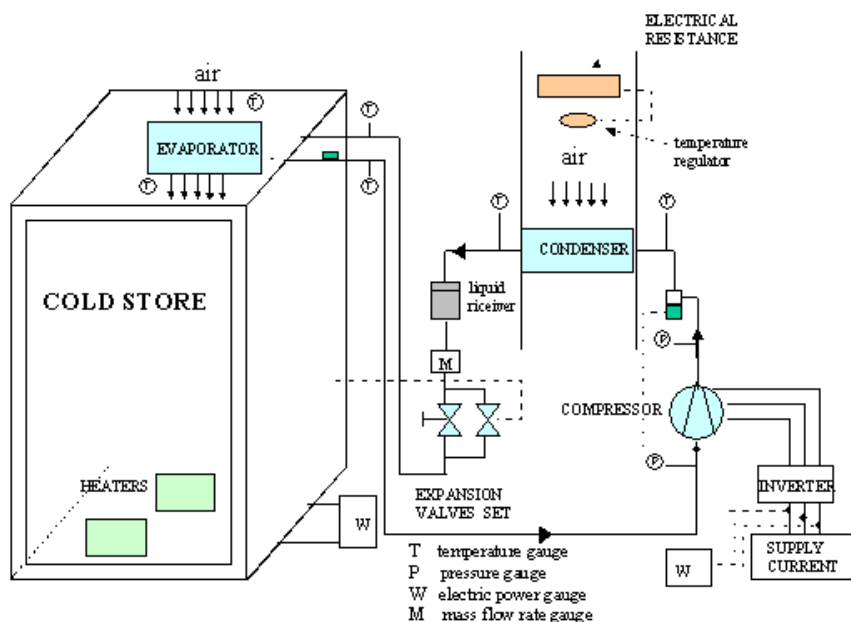 ELECTRICAL
RESISTANCE
air
T
EVAPORATOR
T
T
T
temperature
regulator
air
T
T
CONDENSER
COLD STORE
liquid
riceiver
P
M
COMPRESSOR
P
HEATERS
EXPANSION
VALVES SET
W
INVERTER
W
SUPPLY
CURRENT
T temperature gauge
P pressure gauge
W electric power gauge
M mass flow rate gauge